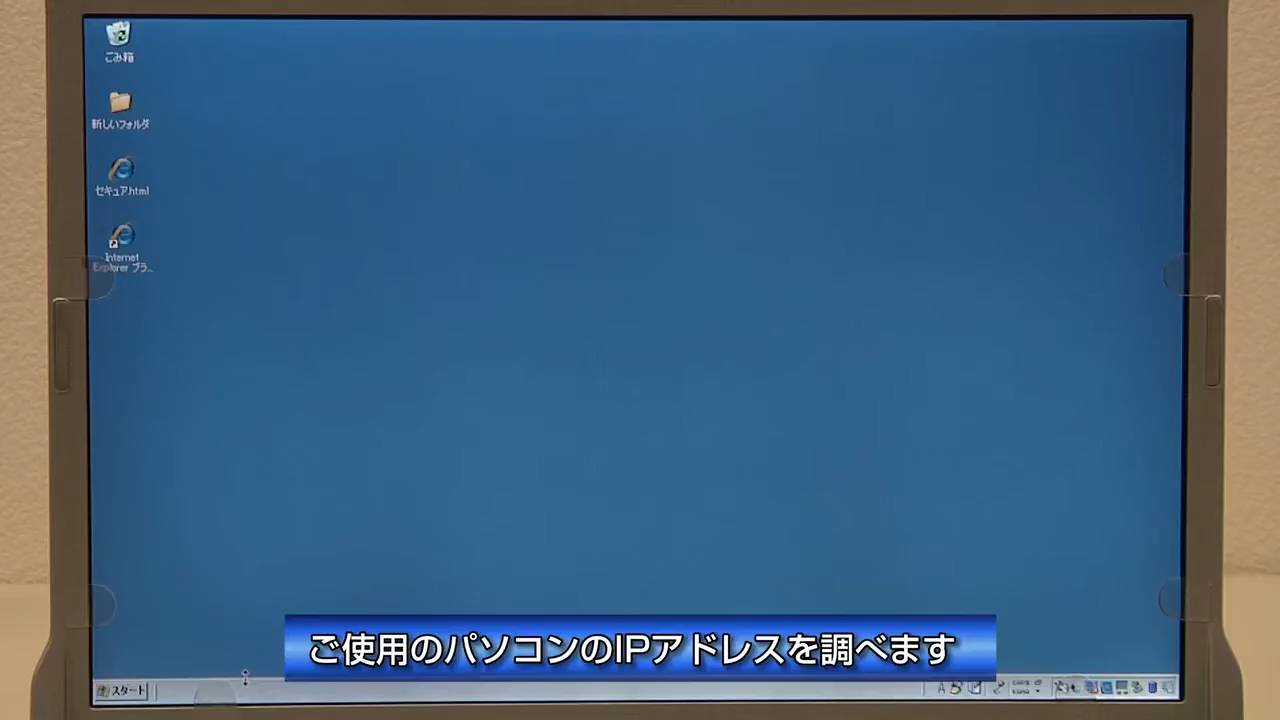 ごみ箱
新しいフォルダ
セキュア.html
Internet
Explorer ブラ...
ご使用のパソコンのIPアドレスを調べます
スタート
A